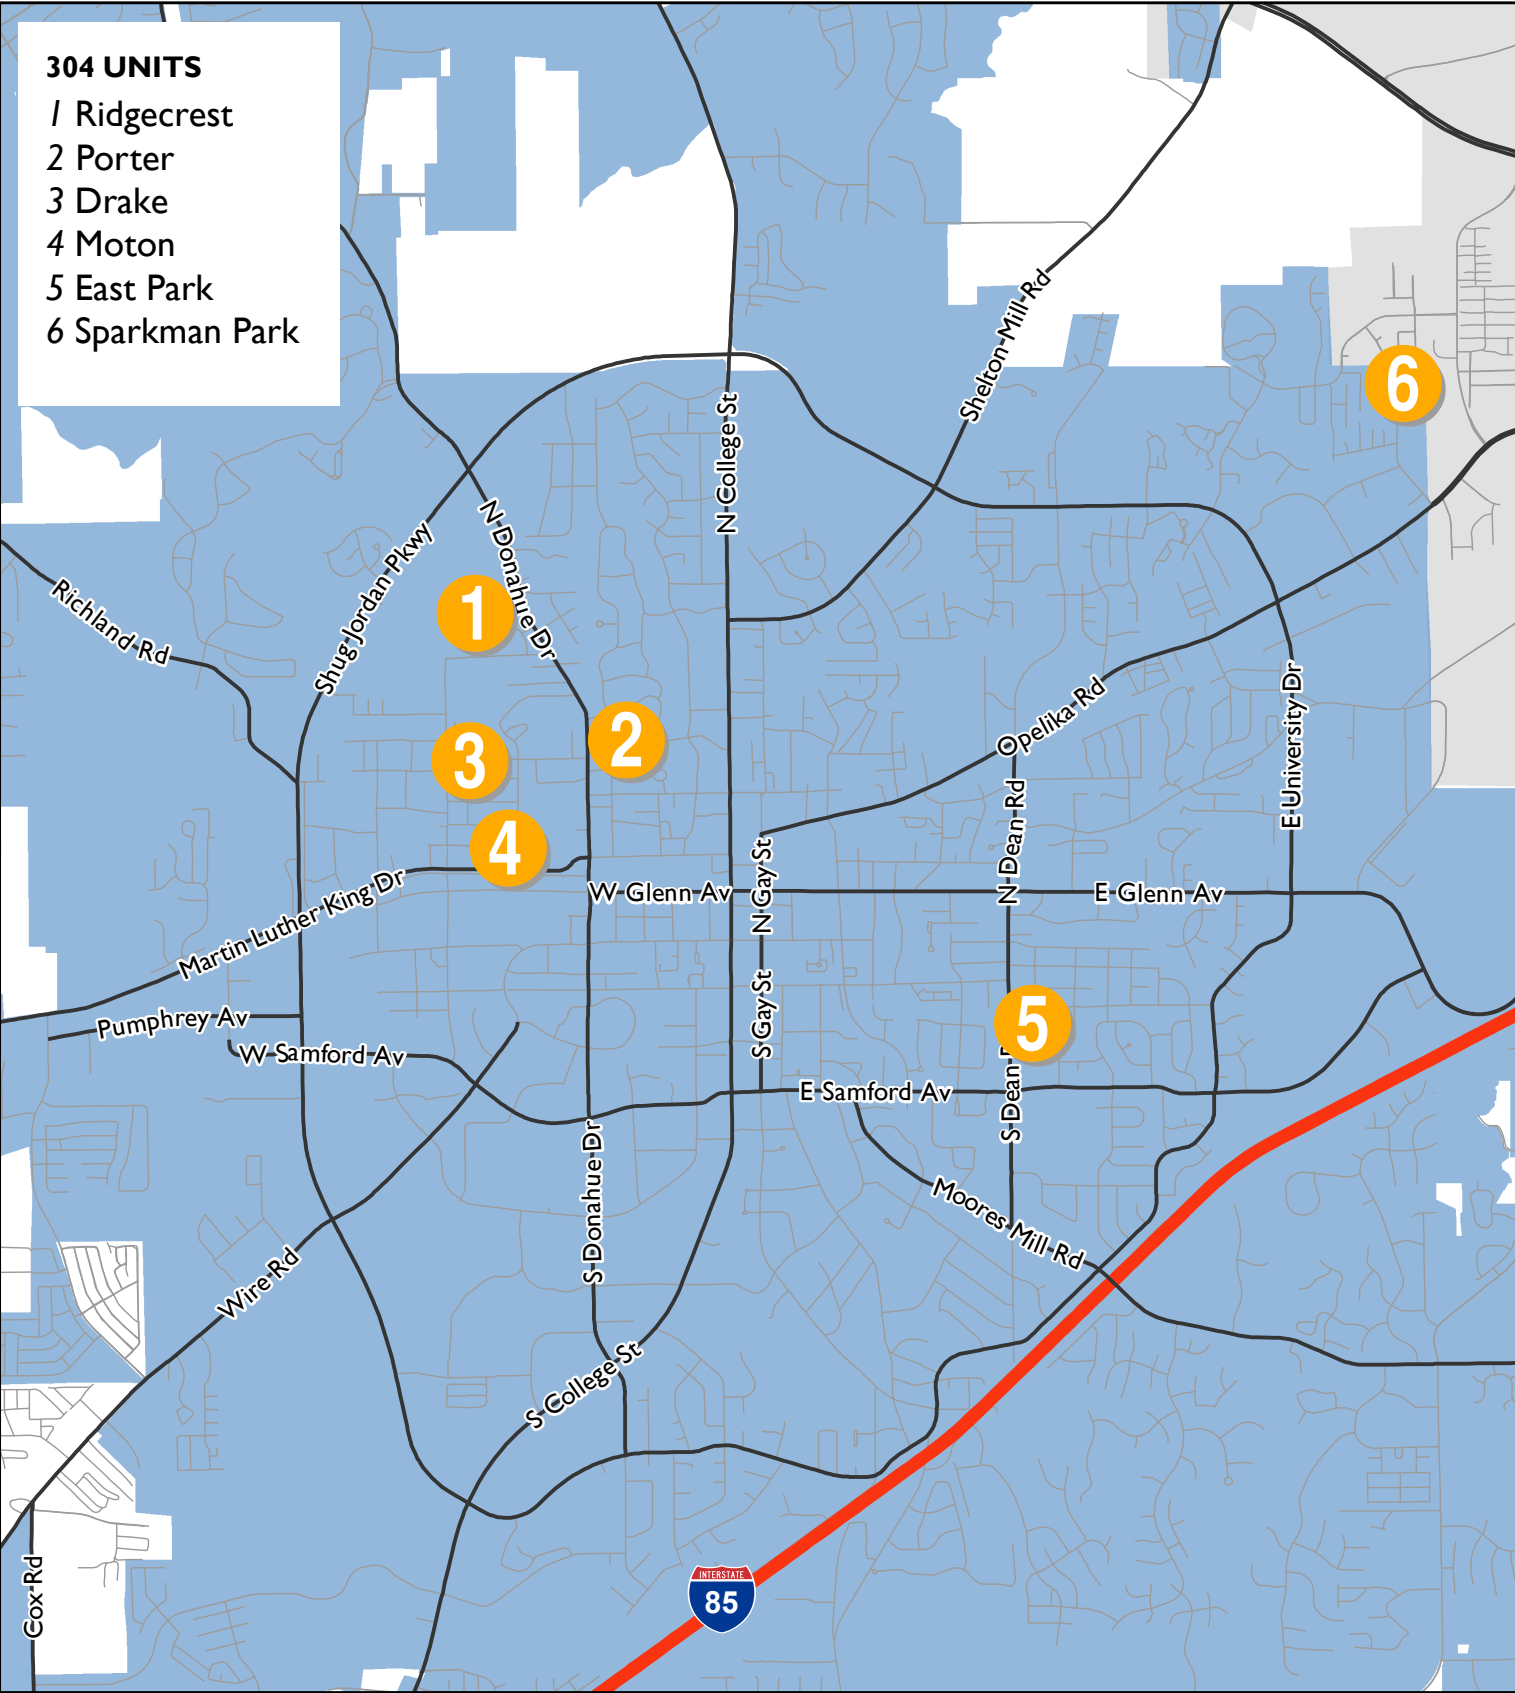 304 UNITS
1 Ridgecrest
2 Porter
3 Drake
4 Moton
5 East Park
6 Sparkman Park
Shelton Mill Rd
6
N College St
N Donahue Dr
Shug Jordan Pkwy
Richland Rd
1
2
3
4
Opelika Rd
E University Dr
N Dean Rd
N Gay St
W Glenn Av
E Glenn Av
Martin Luther King Dr
Pumphrey Av
W Samford Av
S Gay St
5
S Dean
E Samford Av
S Donahue Dr
Moores Mill Rd
Wire Rd
S College St
Cox Rd
INTERSTATE
85